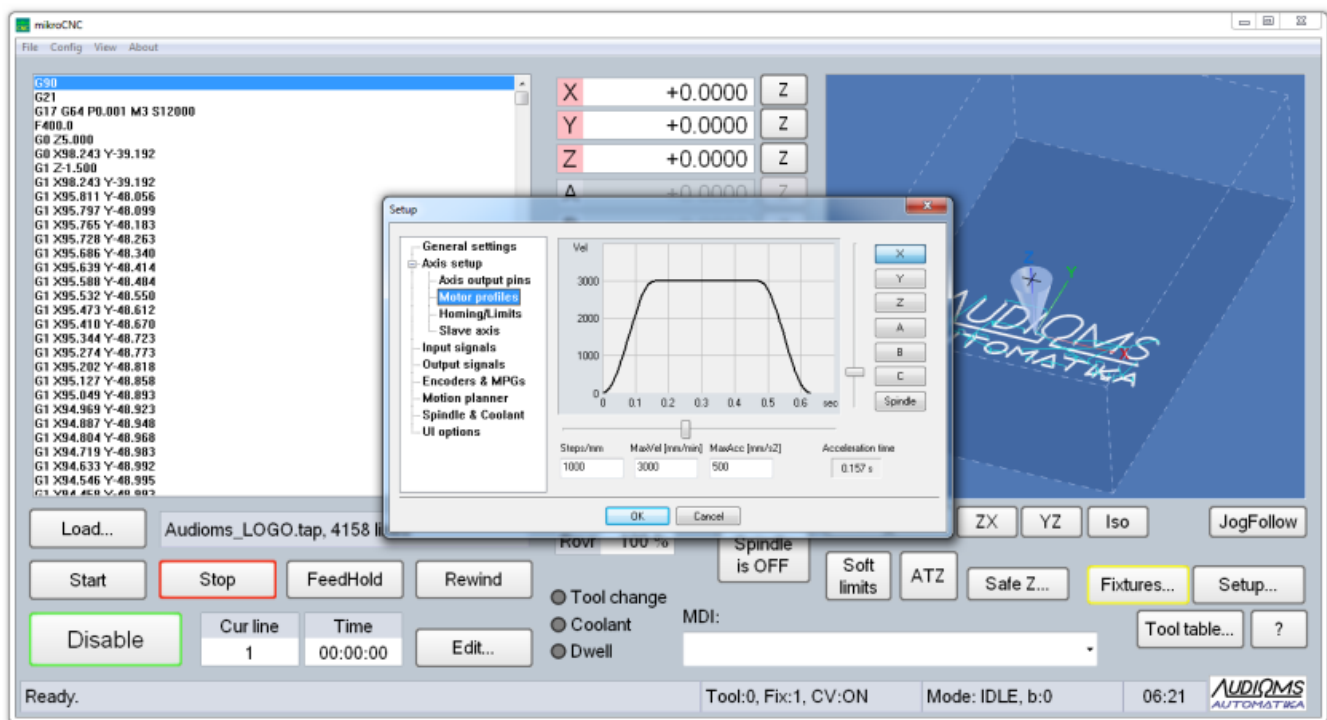 mikroCNC
File Config View About
G90
G21
G17 G64 P0.001 M3 S12000
F400.0
G0 Z5.000
G0 X98.243 Y-39.192
G1 Z-1.500
G1 X98.243 Y-39.192
G1 X95.811 Y-48.056
G1 X95.797 Y-48.099
G1 X95.765 Y-48.183
G1 X95.728 Y-48.263
G1 X95.686 Y-48.340
G1 X95.639 Y-48.414
G1 X95.588 Y-48.484
G1 X95.532 Y-48.550
G1 X95.473 Y-48.612
G1 X95.410 Y-48.670
G1 X95.344 Y-48.723
G1 X95.274 Y-48.773
G1 X95.202 Y-48.818
G1 X95.127 Y-48.858
G1 X95.049 Y-48.893
G1 X94.969 Y-48.923
G1 X94.887 Y-48.948
G1 X94.804 Y-48.968
G1 X94.719 Y-48.983
G1 X94.633 Y-48.992
G1 X94.546 Y-48.995
G1 X94.459 Y-48.993
X +0.0000 Z
Y +0.0000 Z
Z +0.0000 Z
A +0.0000 Z
Setup
General settings
Axis setup
Axis output pins
Motor profiles
Homing/Limits
Slave axis
Input signals
Output signals
Encoders & MPGs
Motion planner
Spindle & Coolant
UI options
Vel
3000
2000
1000
0
0 0.1 0.2 0.3 0.4 0.5 0.6 sec
X
Y
Z
A
B
C
Spindle
Steps/mm MaxVel [mm/min] MaxAcc [mm/s2] Acceleration time
1000 3000 500 0.157 s
OK Cancel
Z
Y
X
AUDIOMS
AUTOMATIKA
Load... Audioms_LOGO.tap, 4158 li
Rovr 100 %
Spindle
is OFF
ZX YZ Iso JogFollow
Start Stop FeedHold Rewind
Soft
limits
ATZ Safe Z... Fixtures... Setup...
Tool change
Coolant
Dwell
MDI:
Tool table... ?
Disable
Cur line
1
Time
00:00:00
Edit...
Ready. Tool:0, Fix:1, CV:ON Mode: IDLE, b:0 06:21
AUDIOMS
AUTOMATIKA